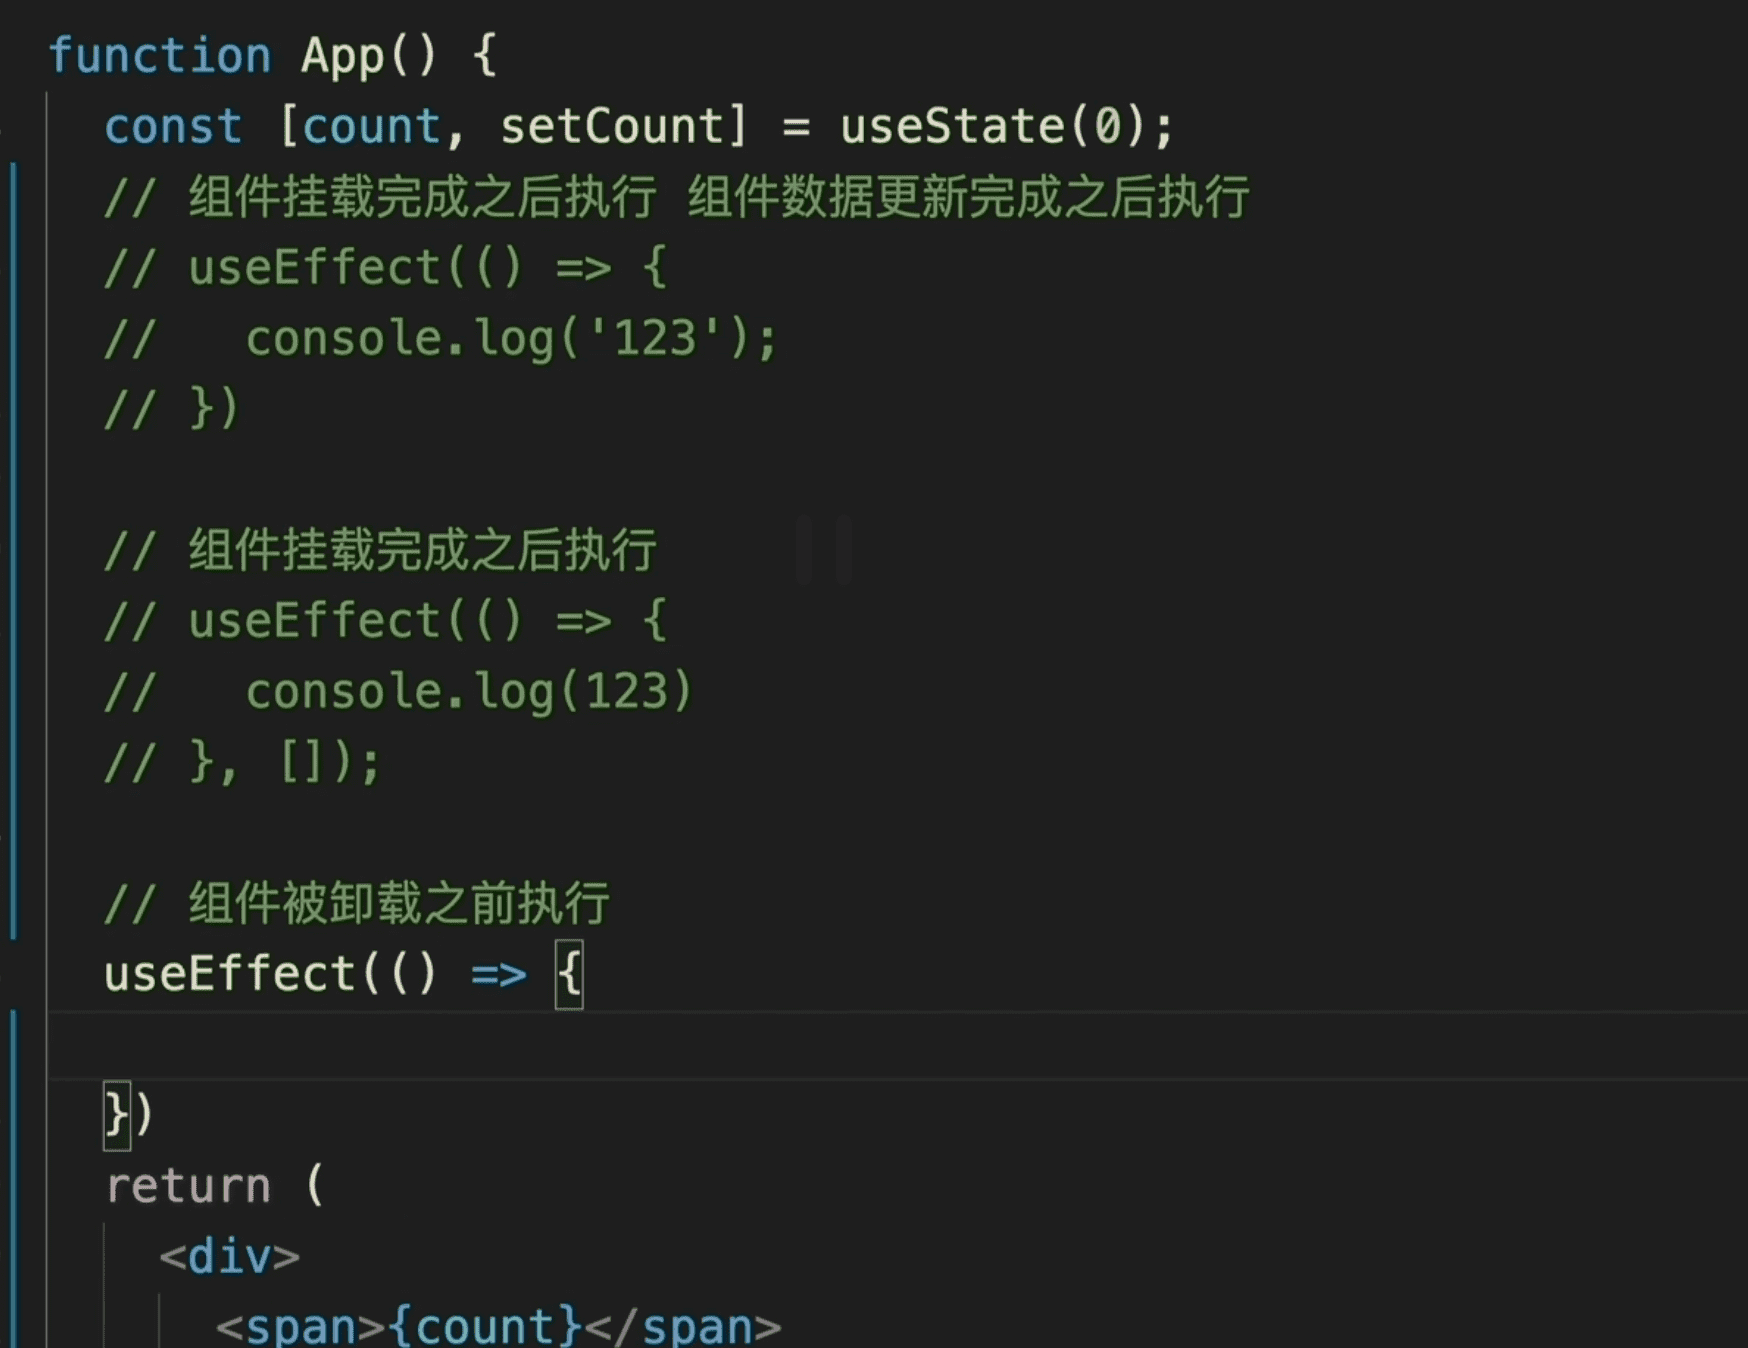 function App() {
const [count, setCount] = useState(0);
// 组件挂载完成之后执行 组件数据更新完成之后执行
// useEffect(() => {
//   console.log('123');
// })
// 组件挂载完成之后执行
// useEffect(() => {
//   console.log(123)
// }, []);
// 组件被卸载之前执行
useEffect(() => {
})
return (
<div>
<span>{count}</span>